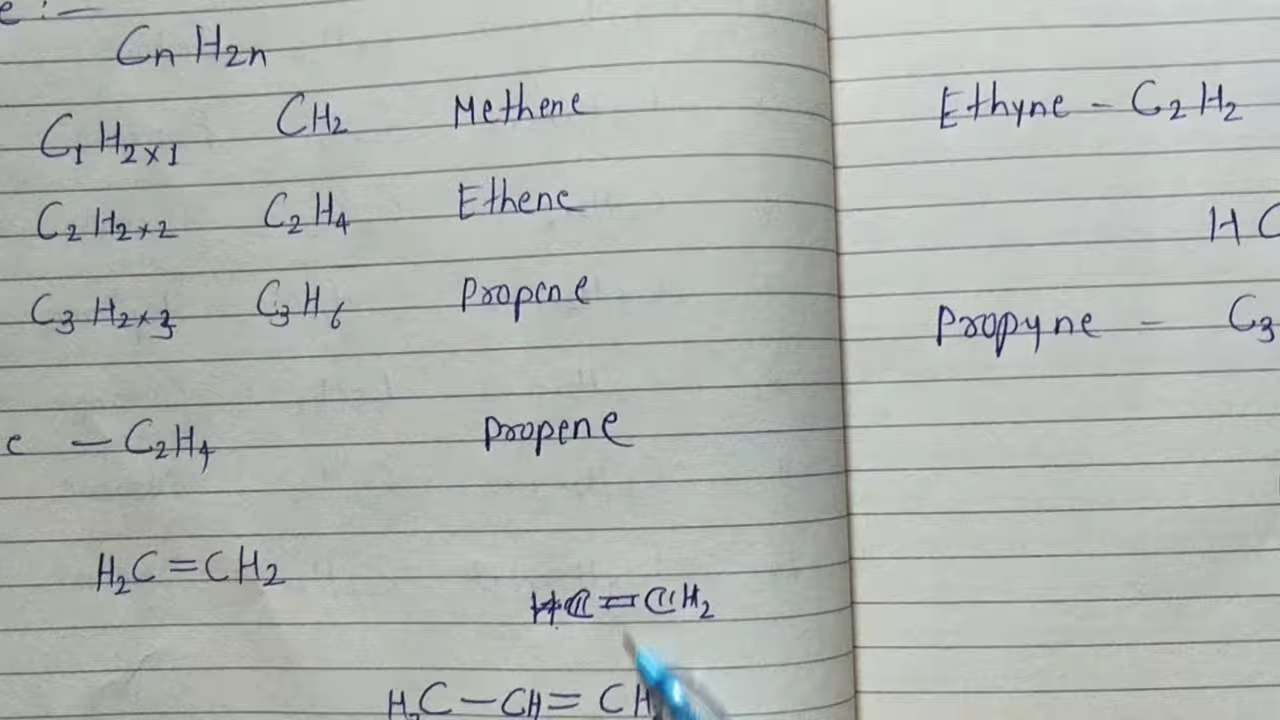 e :-
CnH2n
C1H2×1 CH2 Methene
C2H2×2 C2H4 Ethene
C3H2×3 C3H6 Propene
e - C2H4 Propene
H2C=CH2
=CH2
H2C-CH=CH
Ethyne - C2H2
HC
Propyne - C3